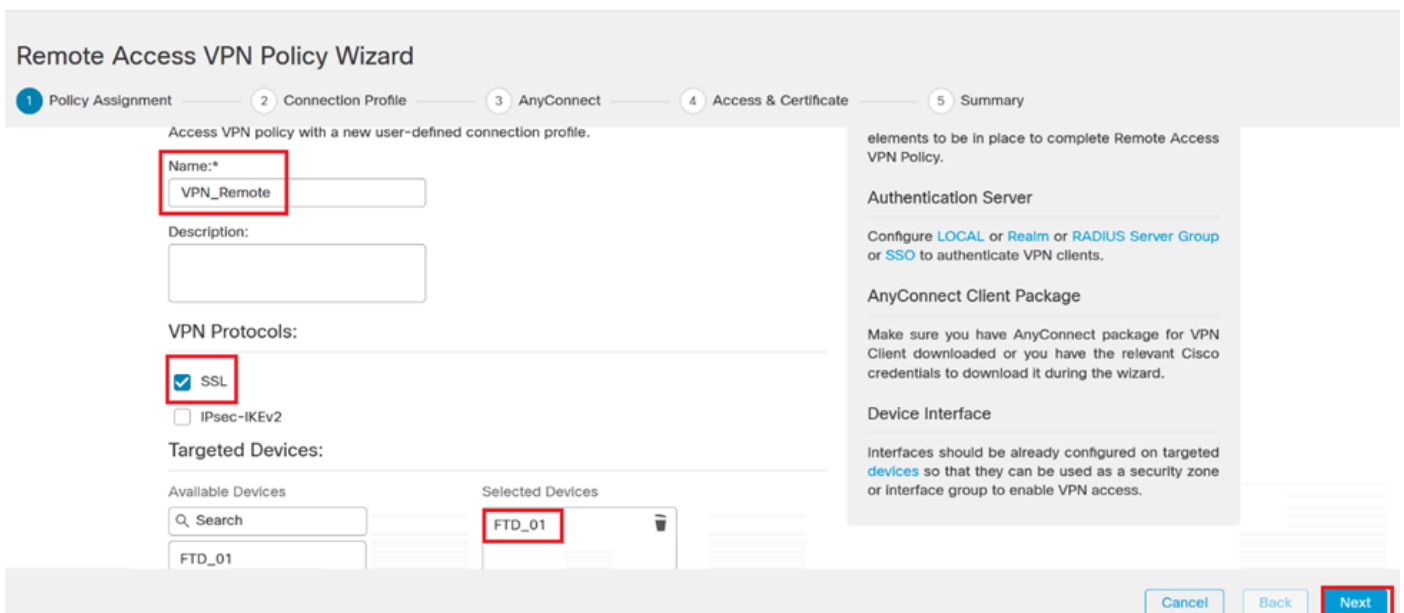 Remote Access VPN Policy Wizard
1 Policy Assignment 2 Connection Profile 3 AnyConnect 4 Access & Certificate 5 Summary
Access VPN policy with a new user-defined connection profile.
Name:*
VPN_Remote
Description:
VPN Protocols:
SSL
IPsec-IKEv2
Targeted Devices:
Available Devices
Search
FTD_01
Selected Devices
FTD_01
elements to be in place to complete Remote Access
VPN Policy.
Authentication Server
Configure LOCAL or Realm or RADIUS Server Group
or SSO to authenticate VPN clients.
AnyConnect Client Package
Make sure you have AnyConnect package for VPN
Client downloaded or you have the relevant Cisco
credentials to download it during the wizard.
Device Interface
Interfaces should be already configured on targeted
devices so that they can be used as a security zone
or interface group to enable VPN access.
Cancel Back Next